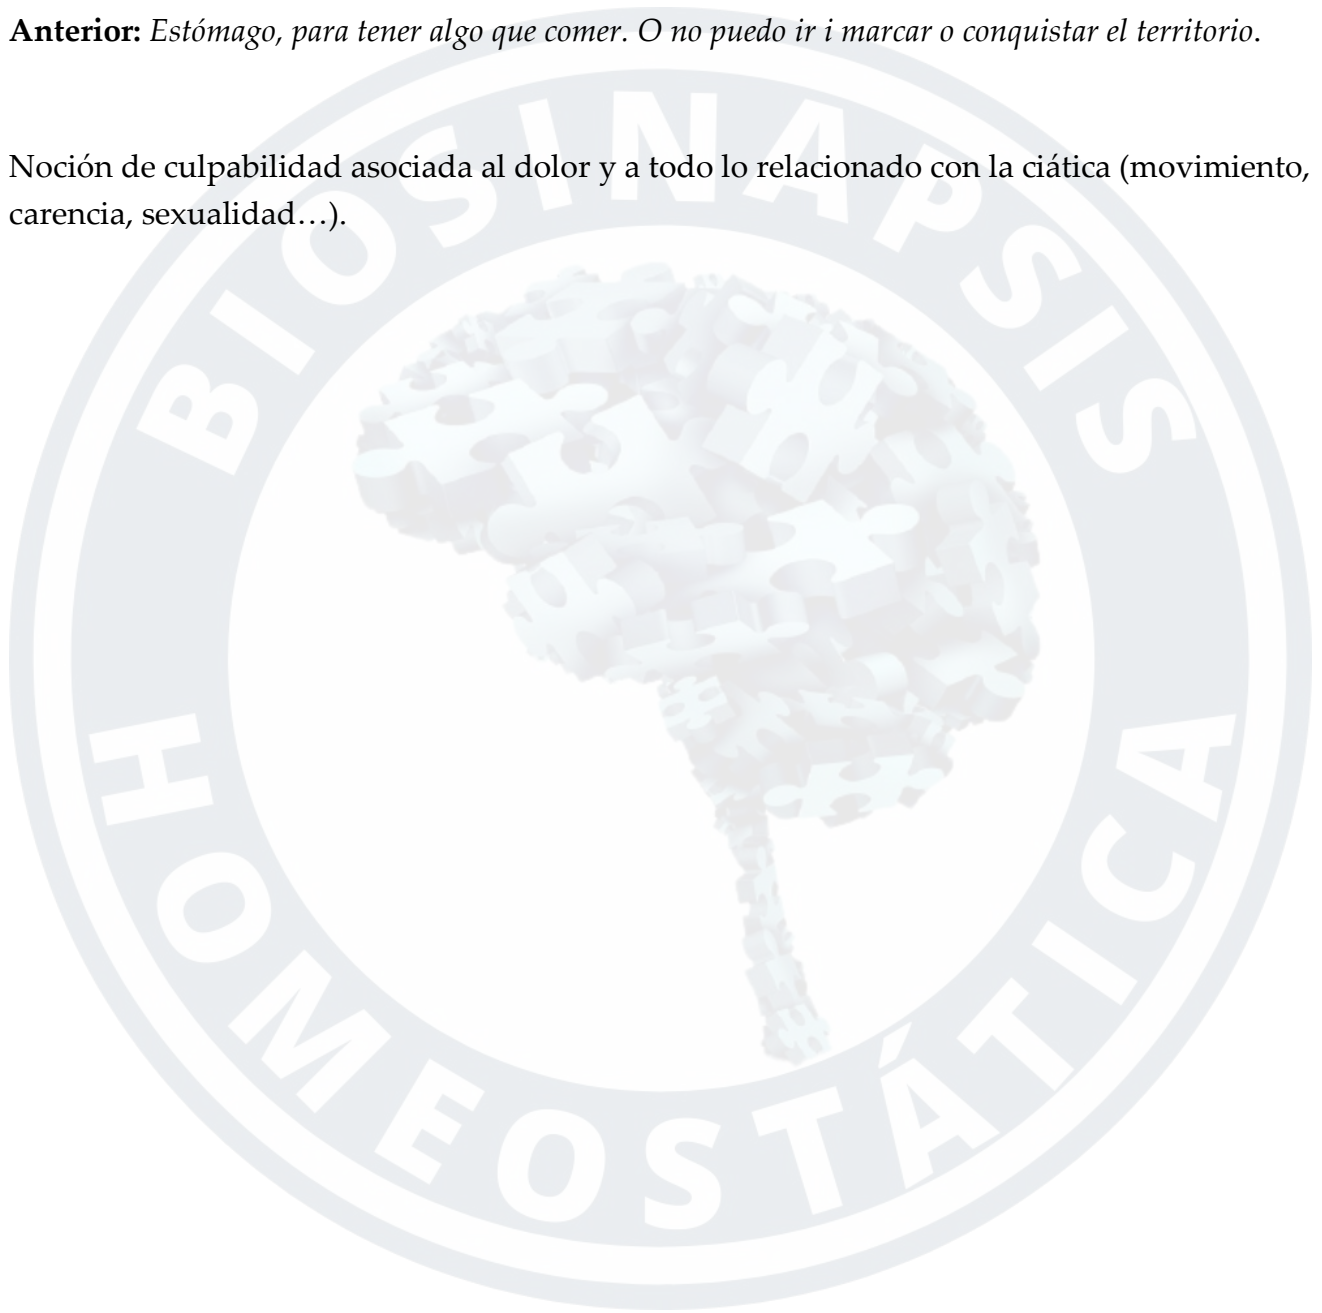 Anterior: Estómago, para tener algo que comer. O no puedo ir i marcar o conquistar el territorio.
Noción de culpabilidad asociada al dolor y a todo lo relacionado con la ciática (movimiento,
carencia, sexualidad…).
BIOSINAPSIS
HOMEOSTÁTICA